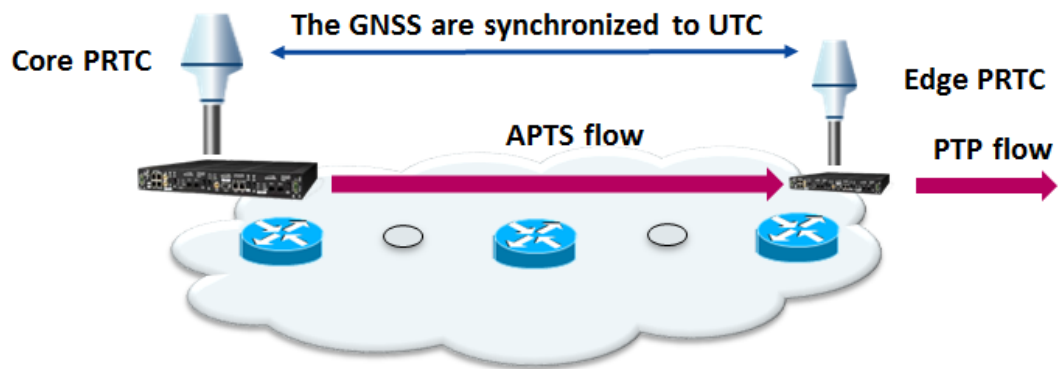 The GNSS are synchronized to UTC
Core PRTC
Edge PRTC
APTS flow
PTP flow